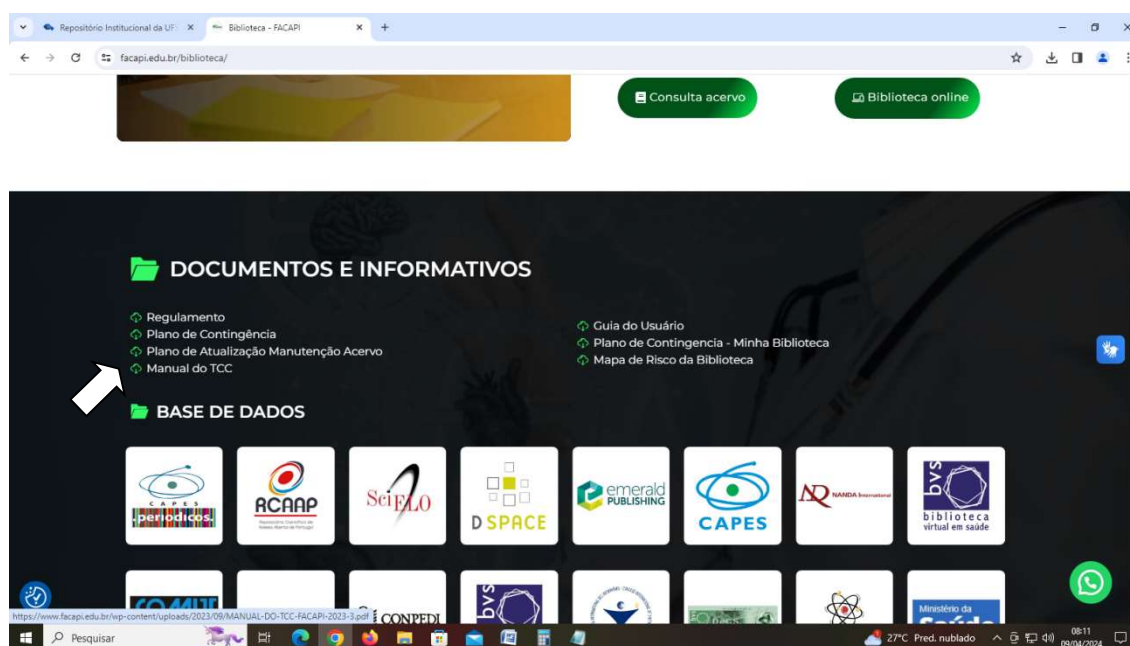 Repositório Institucional da UF
Biblioteca - FACAPI
facapi.edu.br/biblioteca/
Consulta acervo
Biblioteca online
DOCUMENTOS E INFORMATIVOS
Regulamento
Plano de Contingência
Plano de Atualização Manutenção Acervo
Manual do TCC
Guia do Usuário
Plano de Contingencia - Minha Biblioteca
Mapa de Risco da Biblioteca
BASE DE DADOS
CAPES
periodicos.
RCAAP
SciELO
DSPACE
emerald
PUBLISHING
CAPES
NANDA International
bvs
biblioteca
virtual em saúde
CONPEDI
bvs
Ministério da
Saúde
https://www.facapi.edu.br/wp-content/uploads/2023/09/MANUAL-DO-TCC-FACAPI-2023-3.pdf
Pesquisar
27°C Pred. nublado
08:11
09/04/2024